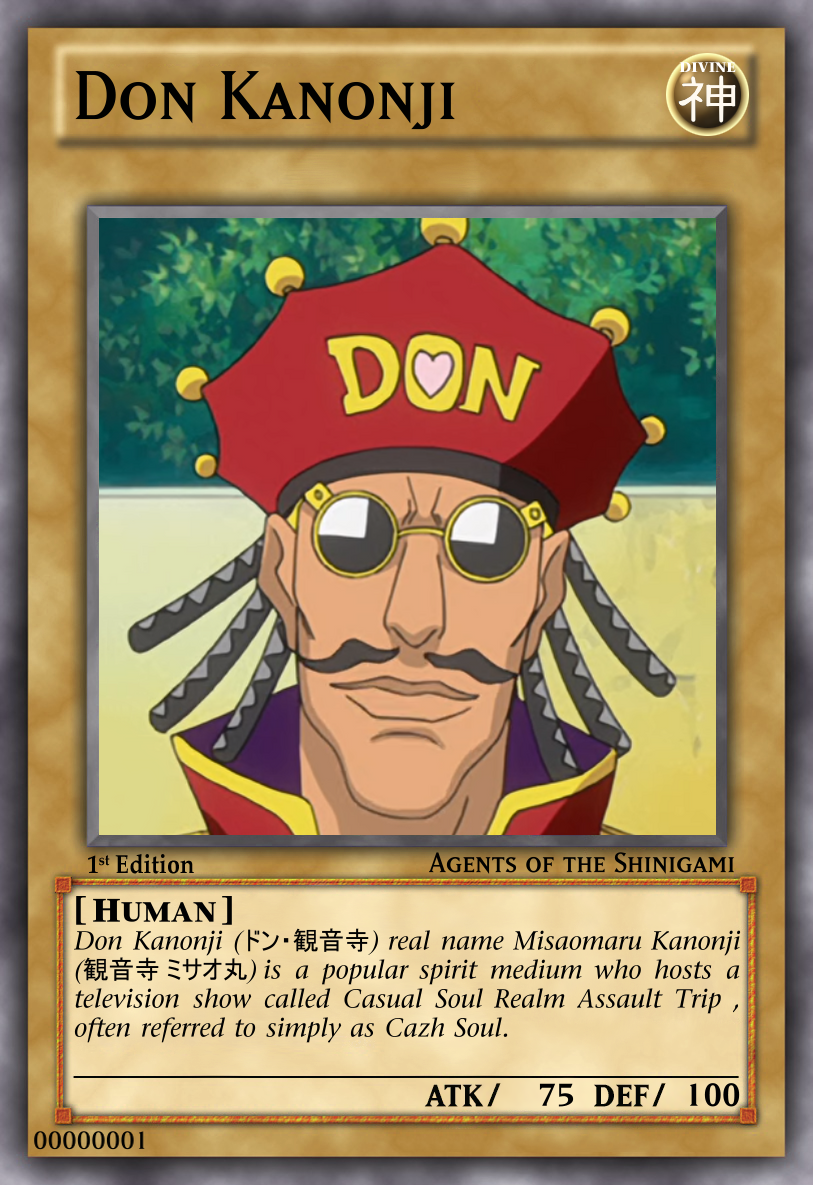 Don Kanonji
DIVINE
神
DON
1st Edition
Agents of the Shinigami
[ Human ]
Don Kanonji (ドン・観音寺) real name Misaomaru Kanonji
(観音寺 ミサオ丸) is a popular spirit medium who hosts a
television show called Casual Soul Realm Assault Trip ,
often referred to simply as Cazh Soul.
ATK/ 75 DEF/ 100
00000001